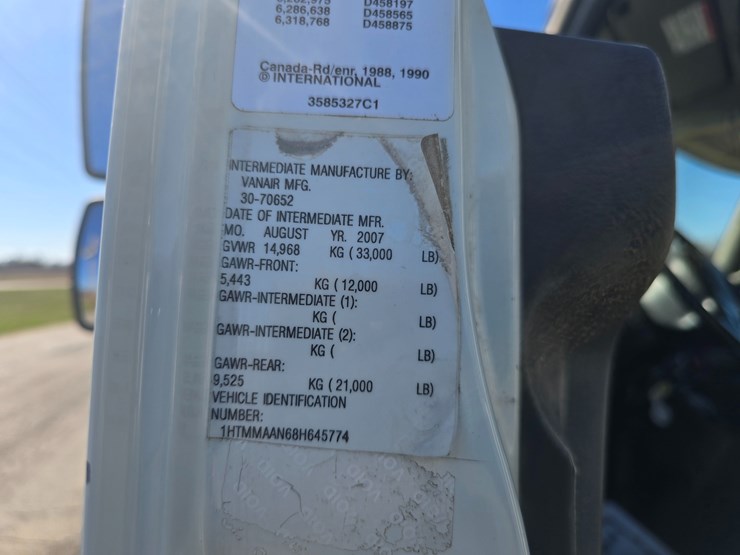 6,286,638 D458565
6,318,768 D458875
D458197
Canada-Rd/enr. 1988, 1990
© INTERNATIONAL
3585327C1
INTERMEDIATE MANUFACTURE BY:
VANAIR MFG.
30-70652
DATE OF INTERMEDIATE MFR.
MO. AUGUST YR. 2007
GVWR 14,968 KG ( 33,000 LB)
GAWR-FRONT:
5,443 KG ( 12,000 LB)
GAWR-INTERMEDIATE (1):
KG ( LB)
GAWR-INTERMEDIATE (2):
KG ( LB)
GAWR-REAR:
9,525 KG ( 21,000 LB)
VEHICLE IDENTIFICATION
NUMBER:
1HTMMAAN68H645774
VOID